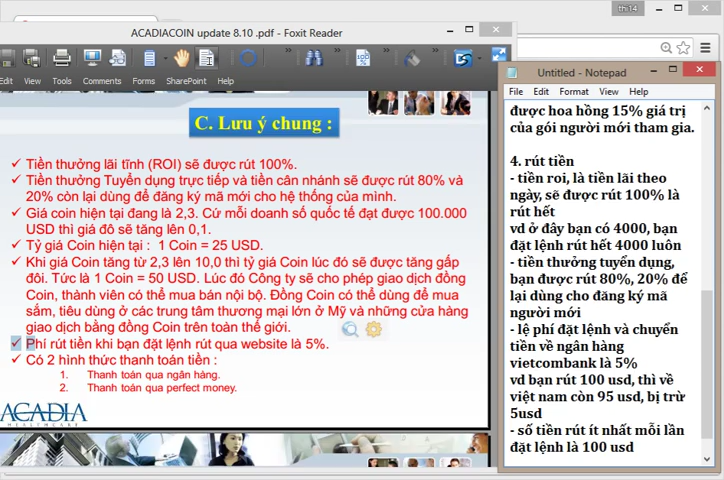 thị 14
ACADIACOIN update 8.10 .pdf - Foxit Reader
Edit View Tools Comments Forms SharePoint Help
C. Lưu ý chung :
✓ Tiền thưởng lãi tĩnh (ROI) sẽ được rút 100%.
✓ Tiền thưởng Tuyển dụng trực tiếp và tiền cân nhánh sẽ được rút 80% và
20% còn lại dùng để đăng ký mã mới cho hệ thống của mình.
✓ Giá coin hiện tại đang là 2,3. Cứ mỗi doanh số quốc tế đạt được 100.000
USD thì giá đô sẽ tăng lên 0,1.
✓ Tỷ giá Coin hiện tại : 1 Coin = 25 USD.
✓ Khi giá Coin tăng từ 2,3 lên 10,0 thì tỷ giá Coin lúc đó sẽ được tăng gấp
đôi. Tức là 1 Coin = 50 USD. Lúc đó Công ty sẽ cho phép giao dịch đồng
Coin, thành viên có thể mua bán nội bộ. Đồng Coin có thể dùng để mua
sắm, tiêu dùng ở các trung tâm thương mại lớn ở Mỹ và những cửa hàng
giao dịch bằng đồng Coin trên toàn thế giới.
✓ Phí rút tiền khi bạn đặt lệnh rút qua website là 5%.
✓ Có 2 hình thức thanh toán tiền :
1. Thanh toán qua ngân hàng.
2. Thanh toán qua perfect money.
ACADIA
HEALTHCARE
Untitled - Notepad
File Edit Format View Help
được hoa hồng 15% giá trị
của gói người mới tham gia.
4. rút tiền
- tiền roi, là tiền lãi theo
ngày, sẽ được rút 100% là
rút hết
vd ở đây bạn có 4000, bạn
đặt lệnh rút hết 4000 luôn
- tiền thưởng tuyển dụng,
bạn được rút 80%, 20% để
lại dùng cho đăng ký mã
người mới
- lệ phí đặt lệnh và chuyển
tiền về ngân hàng
vietcombank là 5%
vd bạn rút 100 usd, thì về
việt nam còn 95 usd, bị trừ
5usd
- số tiền rút ít nhất mỗi lần
đặt lệnh là 100 usd